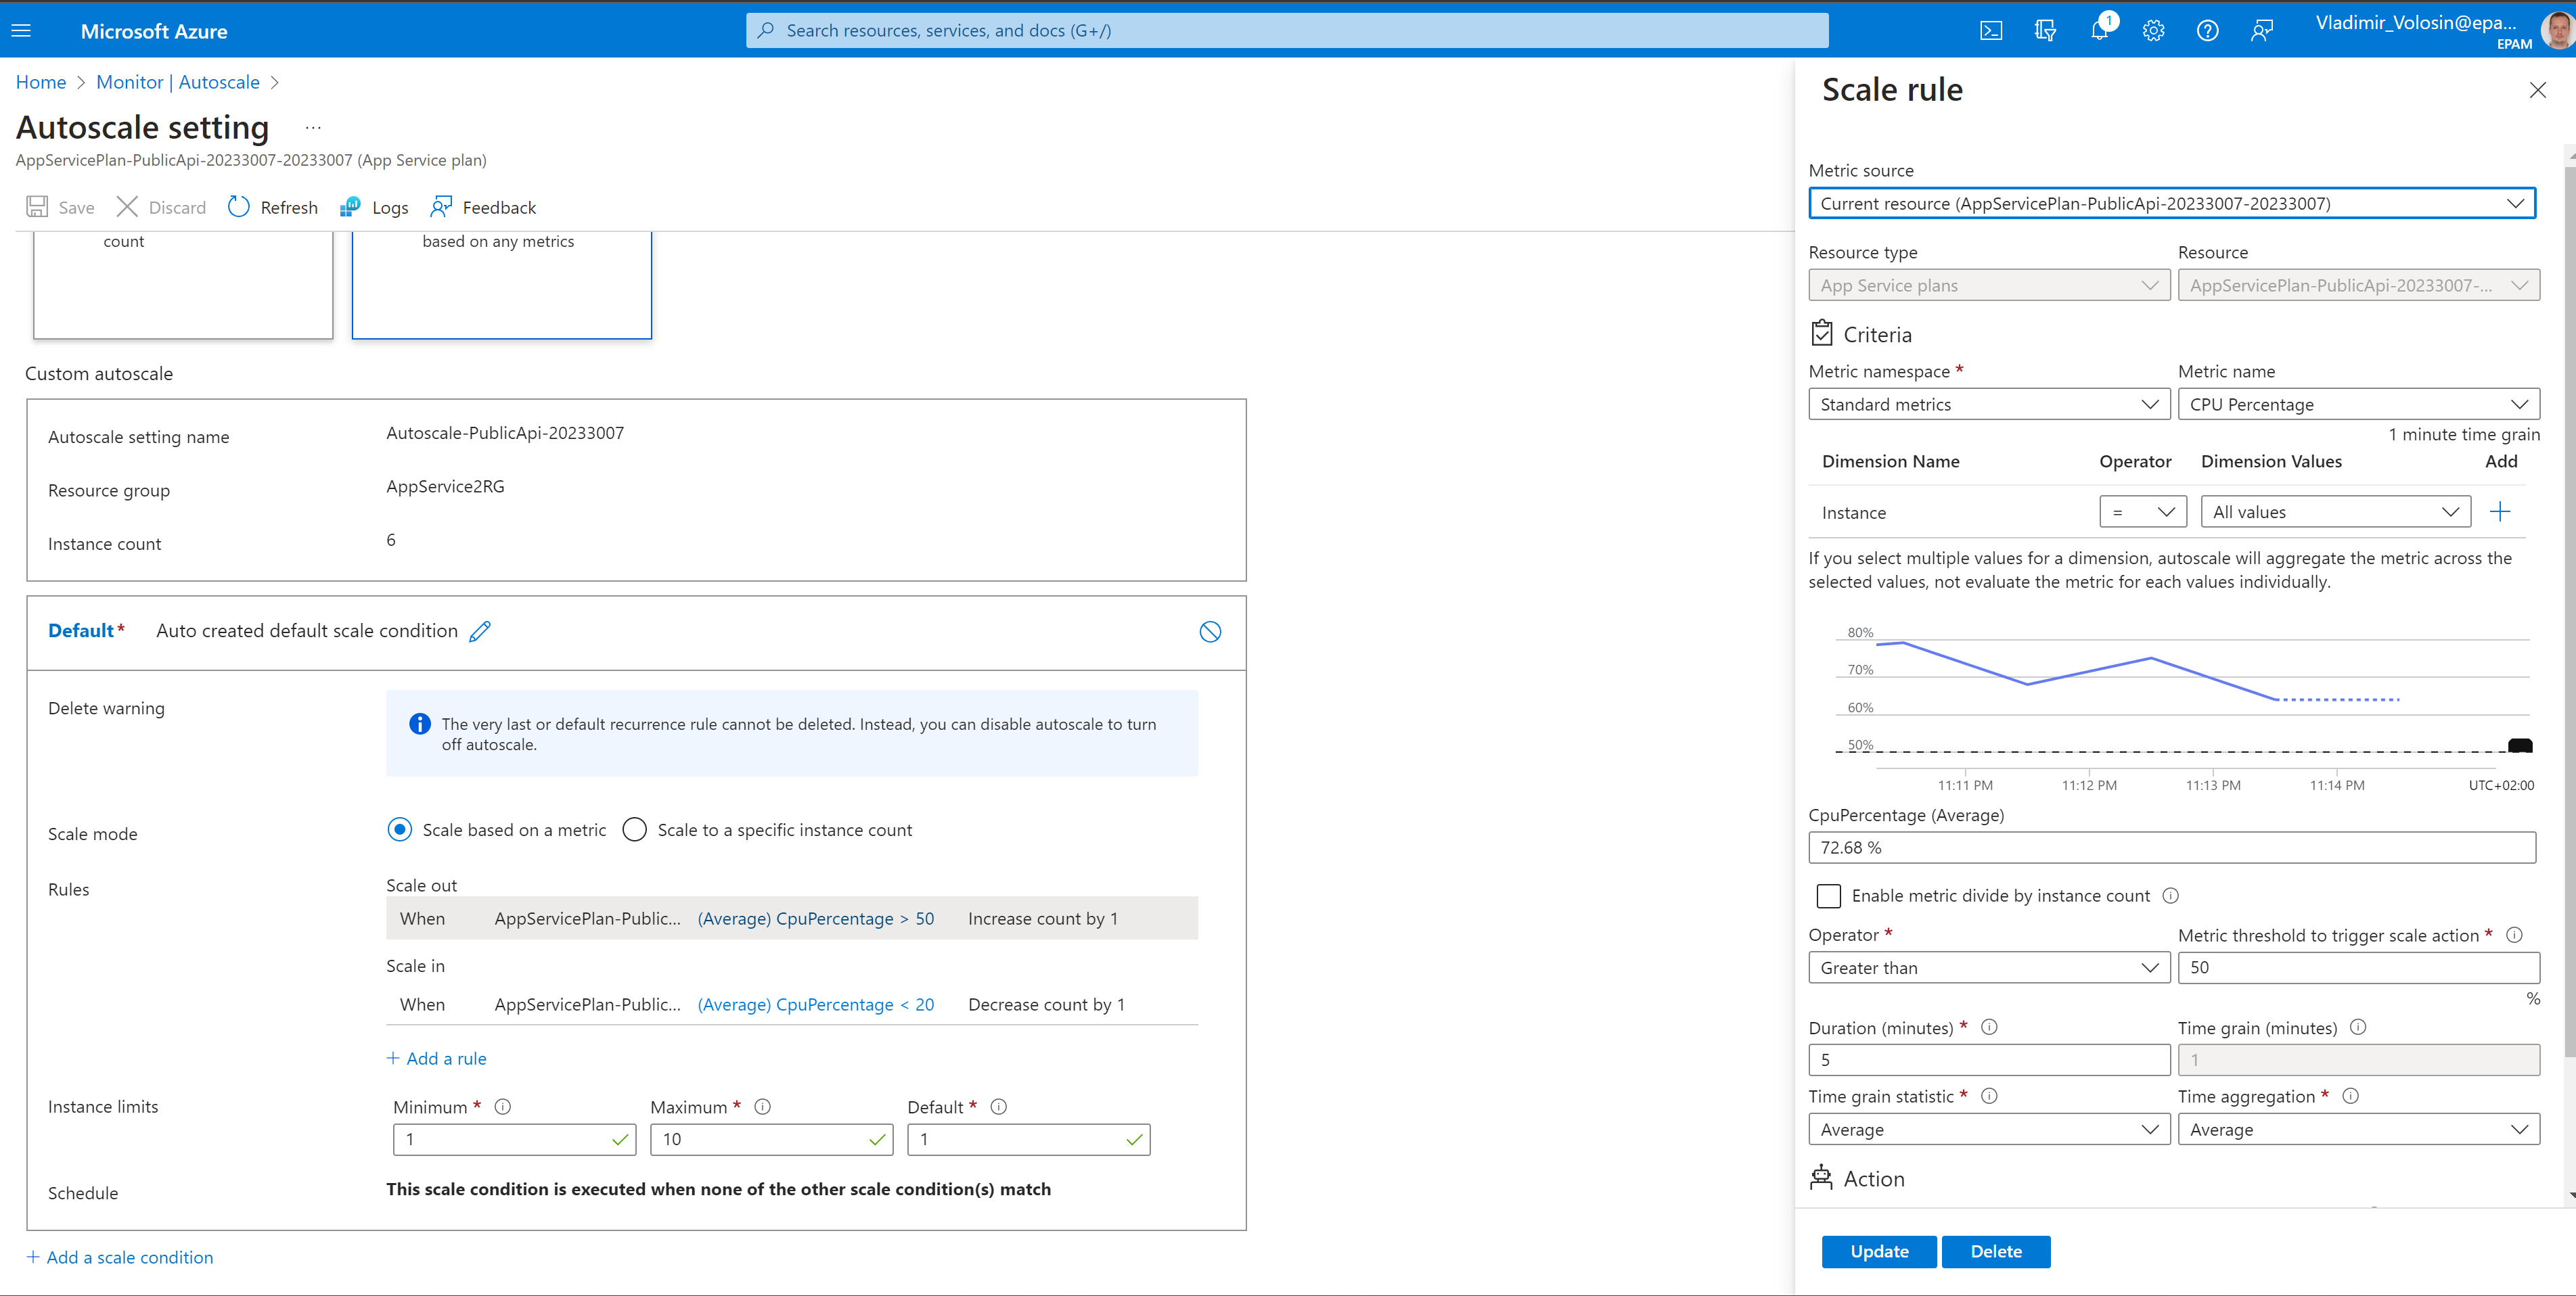 Microsoft Azure
Search resources, services, and docs (G+/)
1
Vladimir_Volosin@epa...
EPAM
Home > Monitor | Autoscale >
Autoscale setting ...
AppServicePlan-PublicApi-20233007-20233007 (App Service plan)
Save Discard Refresh Logs Feedback
count
based on any metrics
Custom autoscale
Autoscale setting name Autoscale-PublicApi-20233007
Resource group AppService2RG
Instance count 6
Default* Auto created default scale condition
Delete warning
The very last or default recurrence rule cannot be deleted. Instead, you can disable autoscale to turn
off autoscale.
Scale mode Scale based on a metric Scale to a specific instance count
Rules
Scale out
When AppServicePlan-Public... (Average) CpuPercentage > 50 Increase count by 1
Scale in
When AppServicePlan-Public... (Average) CpuPercentage < 20 Decrease count by 1
+ Add a rule
Instance limits
Minimum * Maximum * Default *
1 10 1
Schedule This scale condition is executed when none of the other scale condition(s) match
+ Add a scale condition
Scale rule
Metric source
Current resource (AppServicePlan-PublicApi-20233007-20233007)
Resource type Resource
App Service plans AppServicePlan-PublicApi-20233007-...
Criteria
Metric namespace * Metric name
Standard metrics CPU Percentage
1 minute time grain
Dimension Name Operator Dimension Values Add
Instance = All values +
If you select multiple values for a dimension, autoscale will aggregate the metric across the
selected values, not evaluate the metric for each values individually.
80%
70%
60%
50%
11:11 PM 11:12 PM 11:13 PM 11:14 PM UTC+02:00
CpuPercentage (Average)
72.68 %
Enable metric divide by instance count
Operator * Metric threshold to trigger scale action *
Greater than 50
%
Duration (minutes) * Time grain (minutes)
5 1
Time grain statistic * Time aggregation *
Average Average
Action
Update Delete